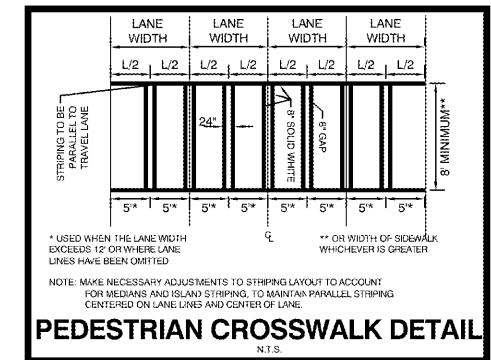 LANE WIDTH LANE WIDTH LANE WIDTH LANE WIDTH
L/2 L/2 L/2 L/2 L/2 L/2 L/2 L/2
STRIPING TO BE
PARALLEL TO
TRAVEL LANE
24"
8" SOLID WHITE
8" GAP
8' MINIMUM**
5'* 5'* 5'* 5'* 5'* 5'* 5'* 5'*
CL
* USED WHEN THE LANE WIDTH
EXCEEDS 12' OR WHERE LANE
LINES HAVE BEEN OMITTED
** OR WIDTH OF SIDEWALK
WHICHEVER IS GREATER
NOTE: MAKE NECESSARY ADJUSTMENTS TO STRIPING LAYOUT TO ACCOUNT
FOR MEDIANS AND ISLAND STRIPING, TO MAINTAIN PARALLEL STRIPING
CENTERED ON LANE LINES AND CENTER OF LANE.
PEDESTRIAN CROSSWALK DETAIL
N.T.S.